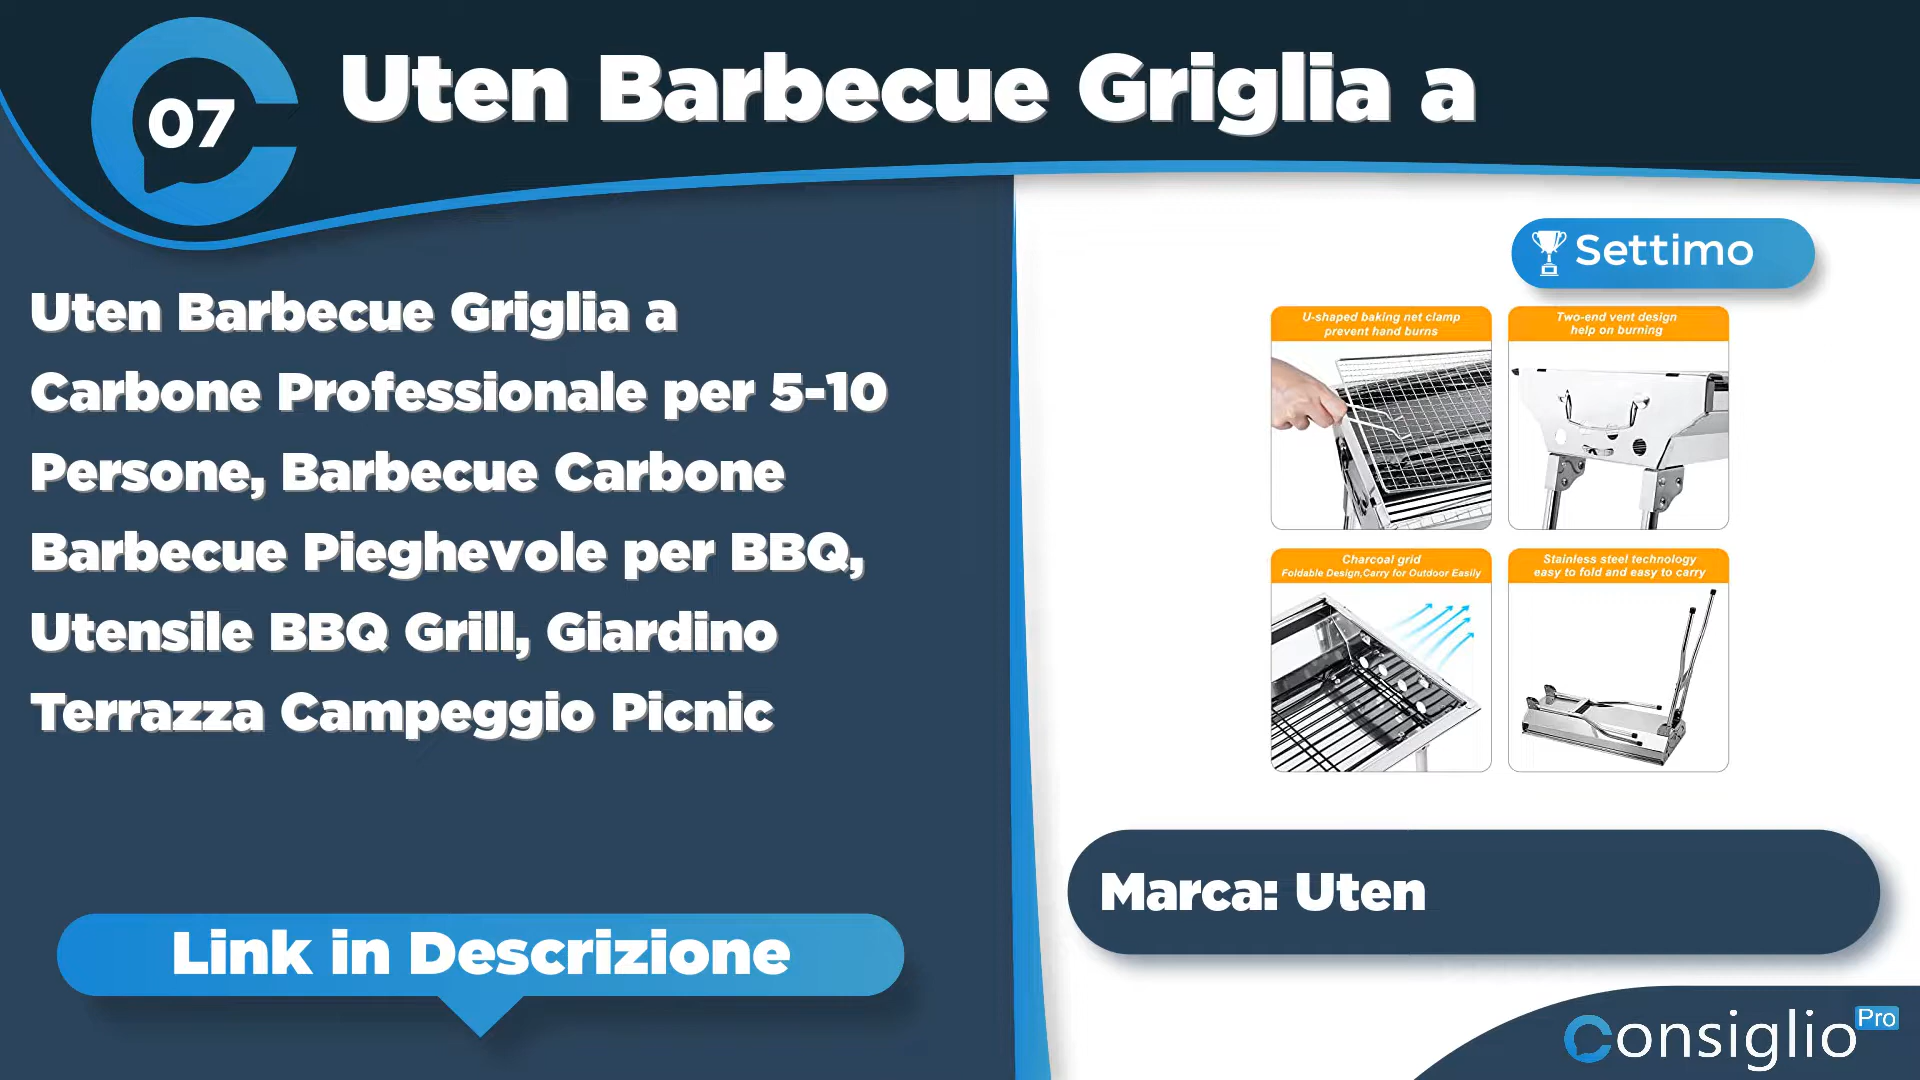 07
Uten Barbecue Griglia a
Uten Barbecue Griglia a
Carbone Professionale per 5-10
Persone, Barbecue Carbone
Barbecue Pieghevole per BBQ,
Utensile BBQ Grill, Giardino
Terrazza Campeggio Picnic
Link in Descrizione
Settimo
U-shaped baking net clamp
prevent hand burns
Two-end vent design
help on burning
Charcoal grid
Foldable Design,Carry for Outdoor Easily
Stainless steel technology
easy to fold and easy to carry
Marca: Uten
Consiglio Pro